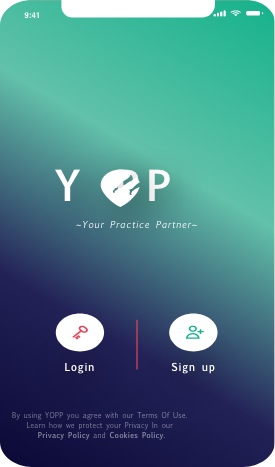 9:41
Y P
~Your Practice Partner~
Login Sign up
By using YOPP you agree with our Terms Of Use.
Learn how we protect your Privacy In our
Privacy Policy and Cookies Policy.